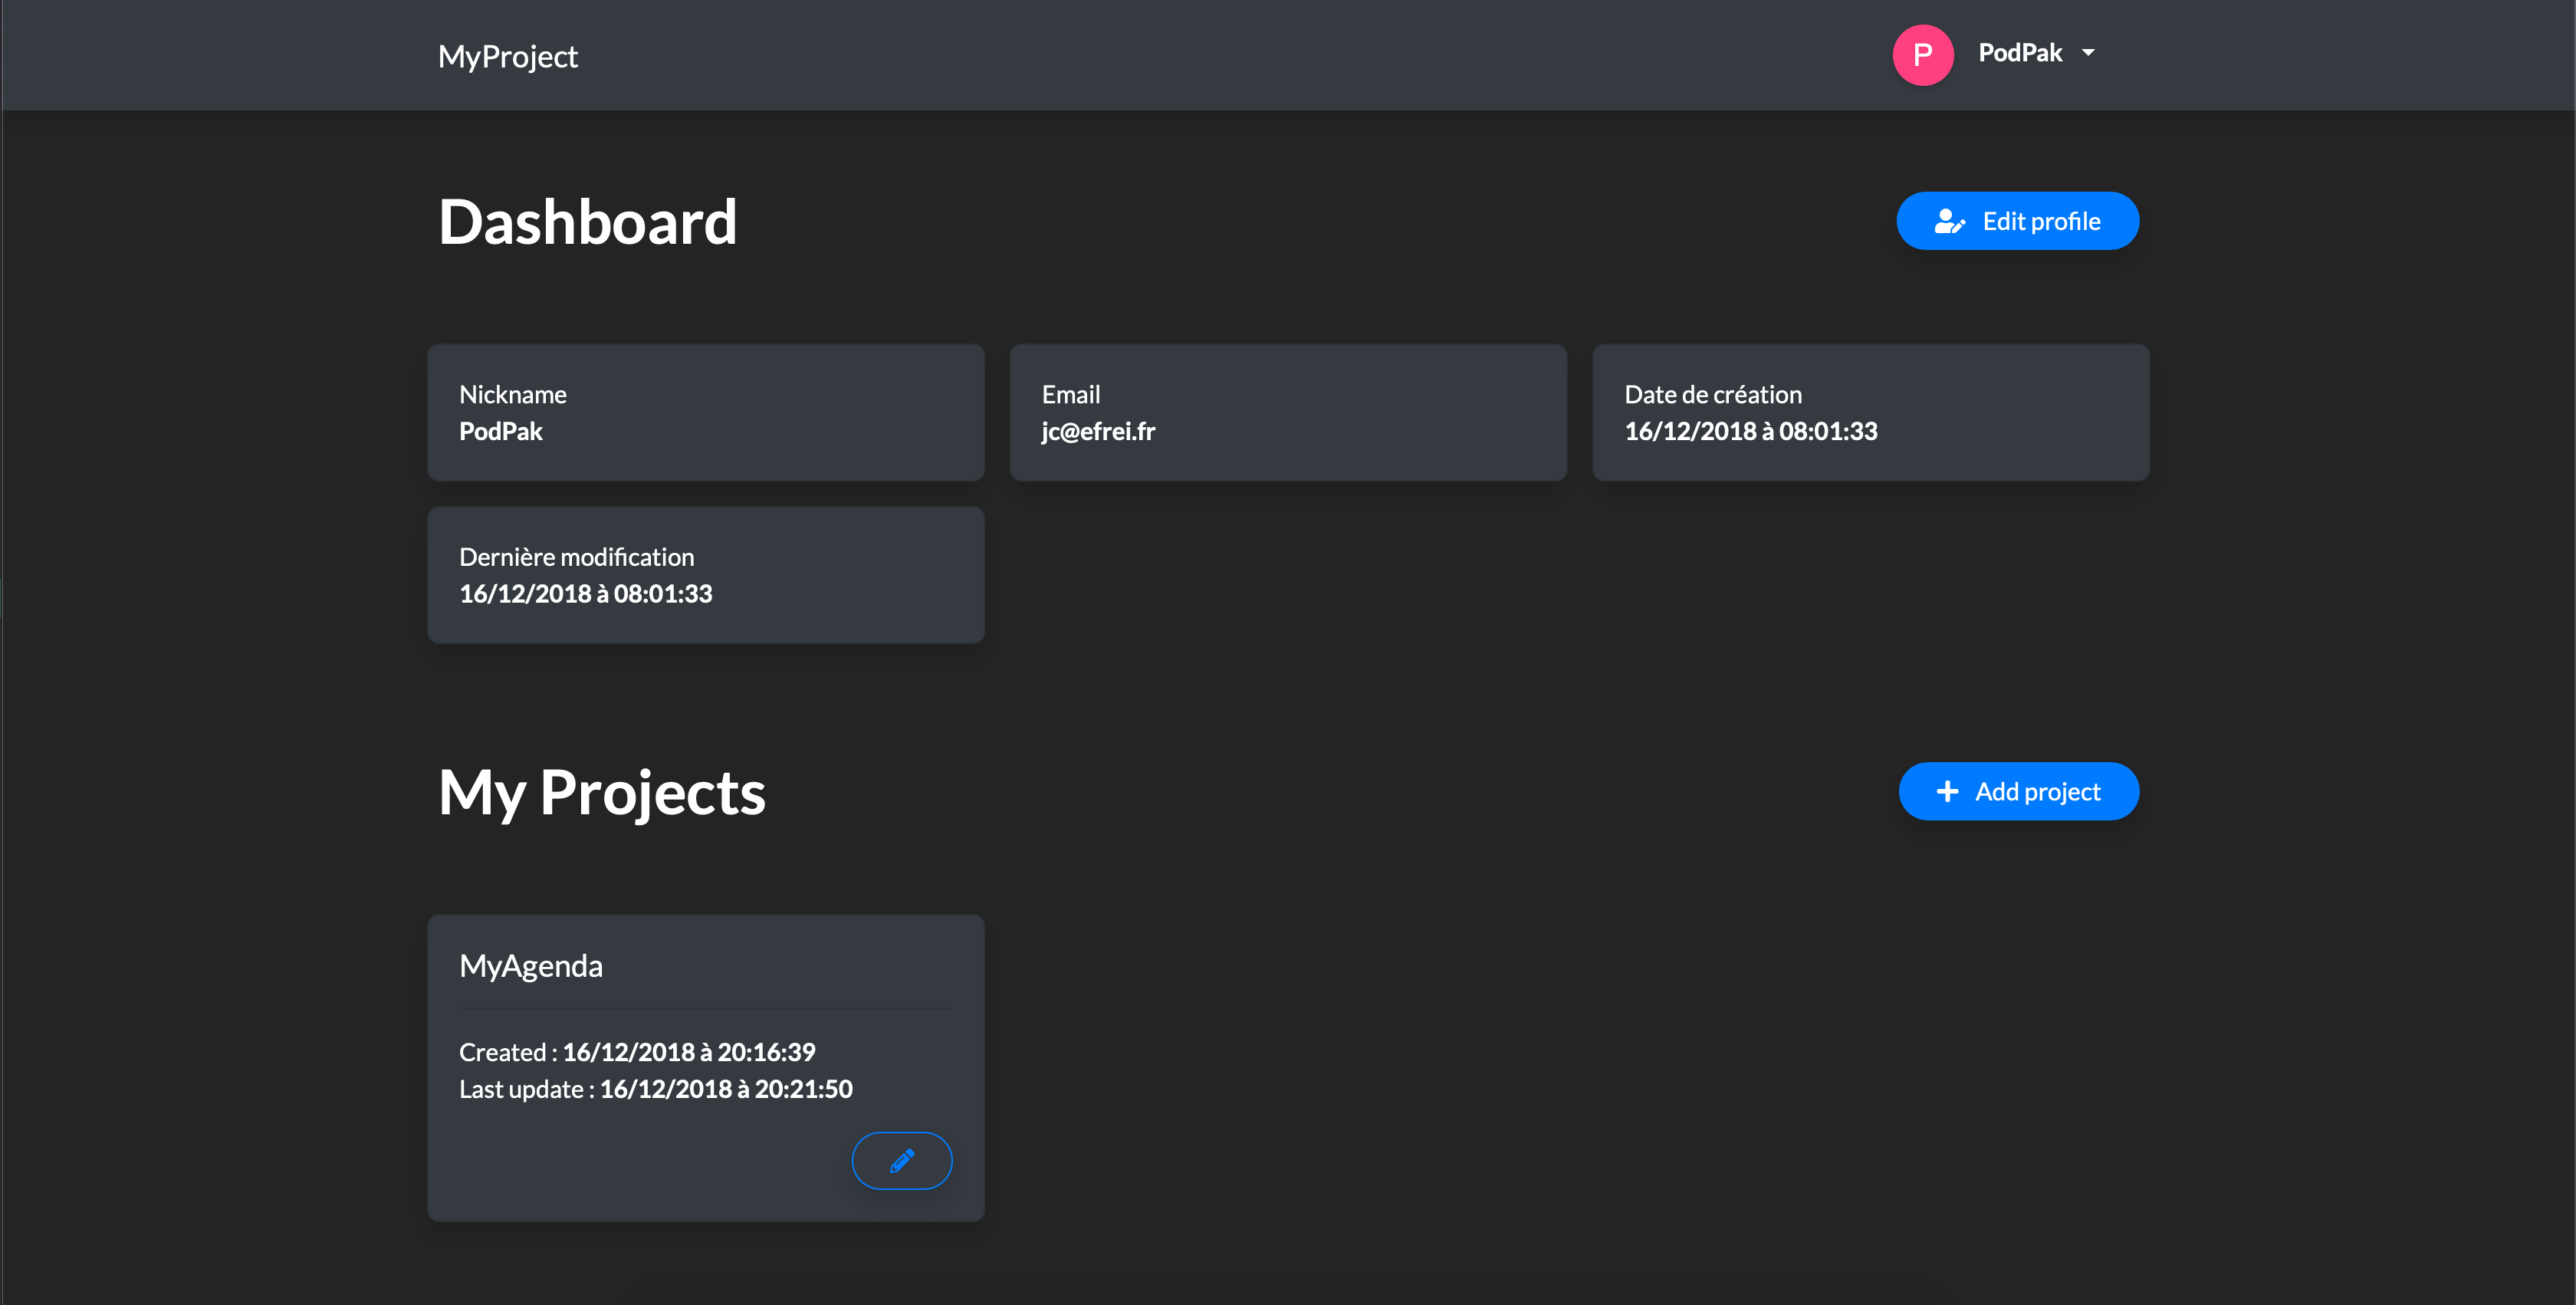 MyProject
P PodPak
Dashboard
Edit profile
Nickname
PodPak
Email
jc@efrei.fr
Date de création
16/12/2018 à 08:01:33
Dernière modification
16/12/2018 à 08:01:33
My Projects
Add project
MyAgenda
Created : 16/12/2018 à 20:16:39
Last update : 16/12/2018 à 20:21:50